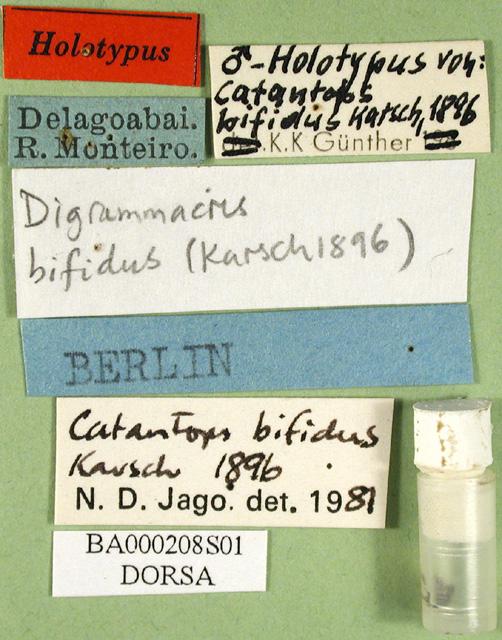 Holotypus
♂-Holotypus von:
Catantops
bifidus Karsch, 1896
K.K Günther
Delagoabai.
R. Monteiro.
Digrammacris
bifidus (Karsch 1896)
BERLIN
Catantops bifidus
Karsch 1896
N. D. Jago. det. 1981
BA000208S01
DORSA